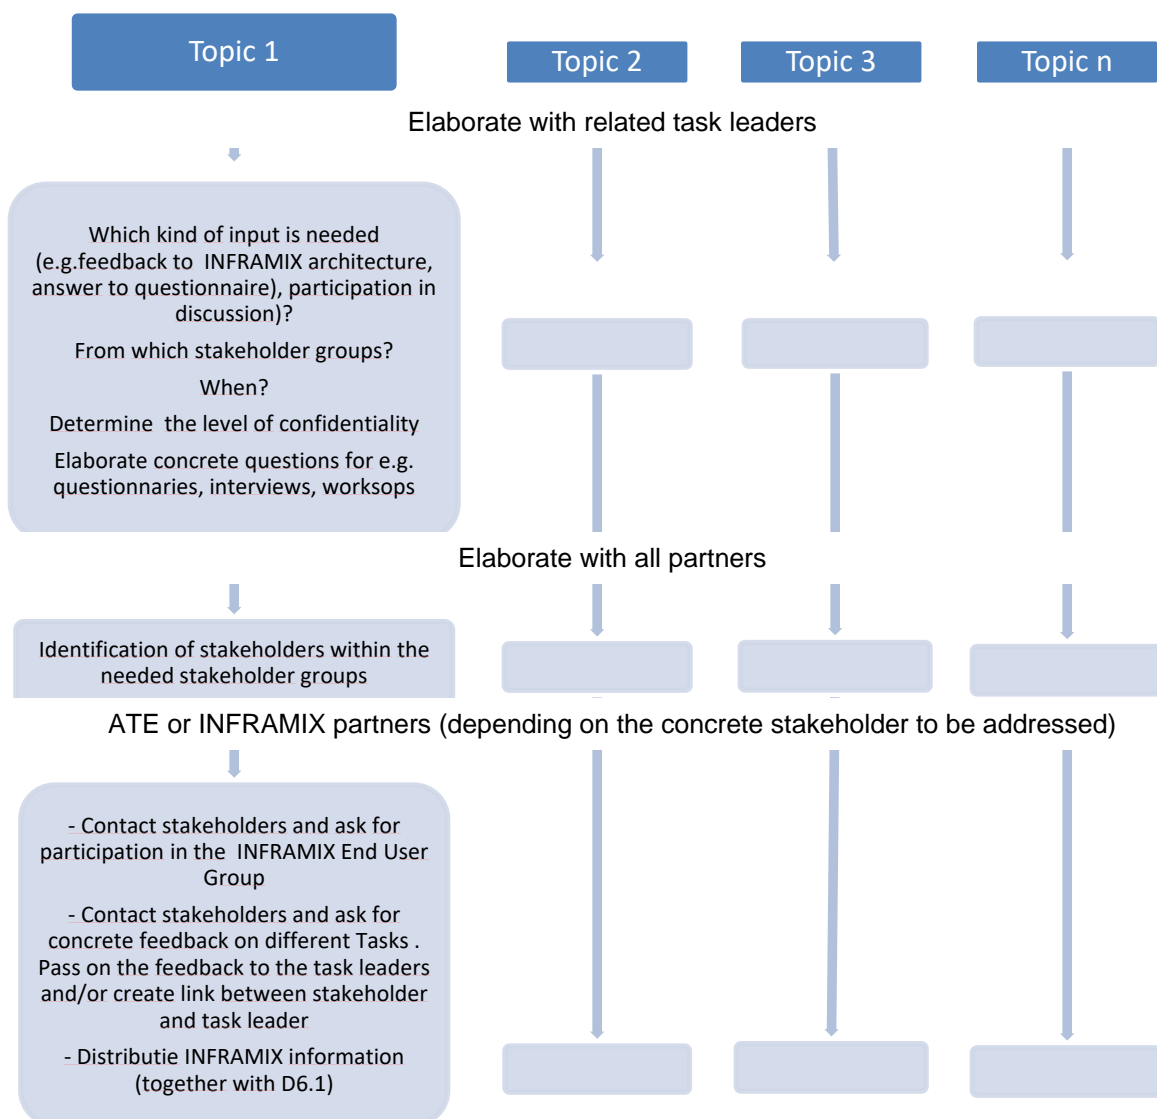 Topic 1
Topic 2
Topic 3
Topic n
Elaborate with related task leaders
Which kind of input is needed
(e.g.feedback to  INFRAMIX architecture,
answer to questionnaire), participation in
discussion)?
From which stakeholder groups?
When?
Determine  the level of confidentiality
Elaborate concrete questions for e.g.
questionnaries, interviews, worksops
Elaborate with all partners
Identification of stakeholders within the
needed stakeholder groups
ATE or INFRAMIX partners (depending on the concrete stakeholder to be addressed)
- Contact stakeholders and ask for
participation in the  INFRAMIX End User
Group
- Contact stakeholders and ask for
concrete feedback on different Tasks .
Pass on the feedback to the task leaders
and/or create link between stakeholder
and task leader
- Distributie INFRAMIX information
(together with D6.1)